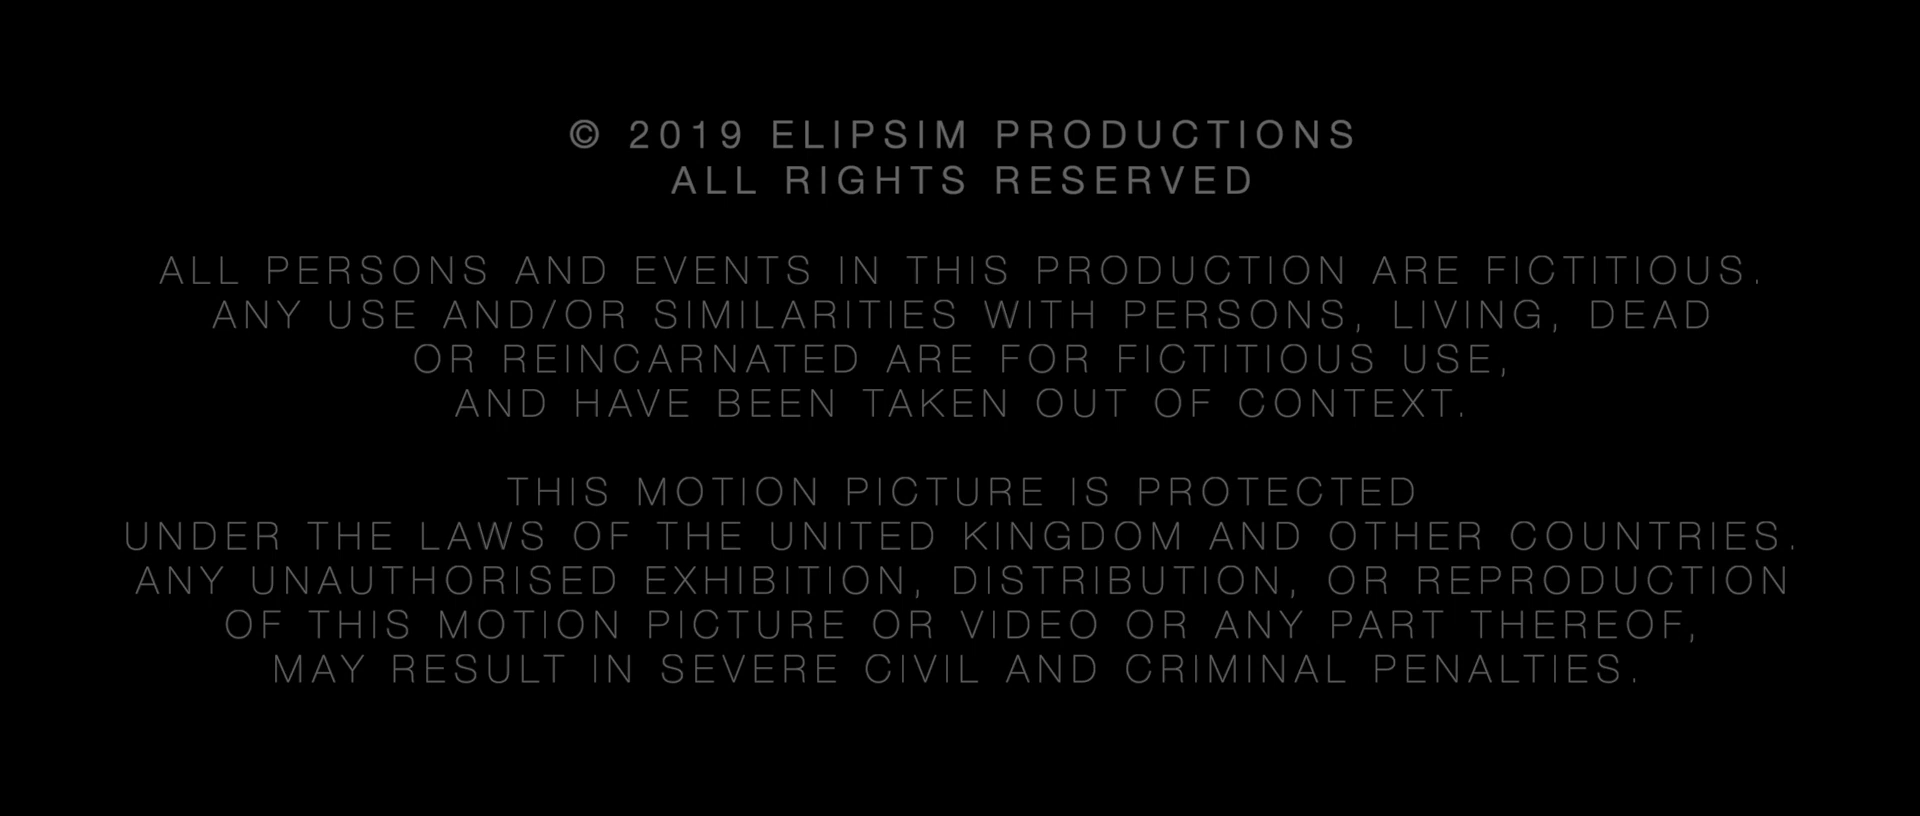 © 2019 ELIPSIM PRODUCTIONS
ALL RIGHTS RESERVED
ALL PERSONS AND EVENTS IN THIS PRODUCTION ARE FICTITIOUS.
ANY USE AND/OR SIMILARITIES WITH PERSONS, LIVING, DEAD
OR REINCARNATED ARE FOR FICTITIOUS USE,
AND HAVE BEEN TAKEN OUT OF CONTEXT.
THIS MOTION PICTURE IS PROTECTED
UNDER THE LAWS OF THE UNITED KINGDOM AND OTHER COUNTRIES.
ANY UNAUTHORISED EXHIBITION, DISTRIBUTION, OR REPRODUCTION
OF THIS MOTION PICTURE OR VIDEO OR ANY PART THEREOF,
MAY RESULT IN SEVERE CIVIL AND CRIMINAL PENALTIES.